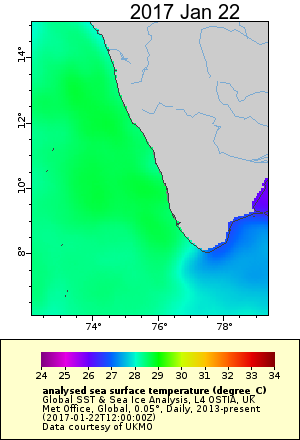 2017 Jan 22
14°
12°
10°
8°
74°
76°
78°
24 25 26 27 28 29 30 31 32 33 34
analysed sea surface temperature (degree_C)
Global SST & Sea Ice Analysis, L4 OSTIA, UK
Met Office, Global, 0.05°, Daily, 2013-present
(2017-01-22T12:00:00Z)
Data courtesy of UKMO